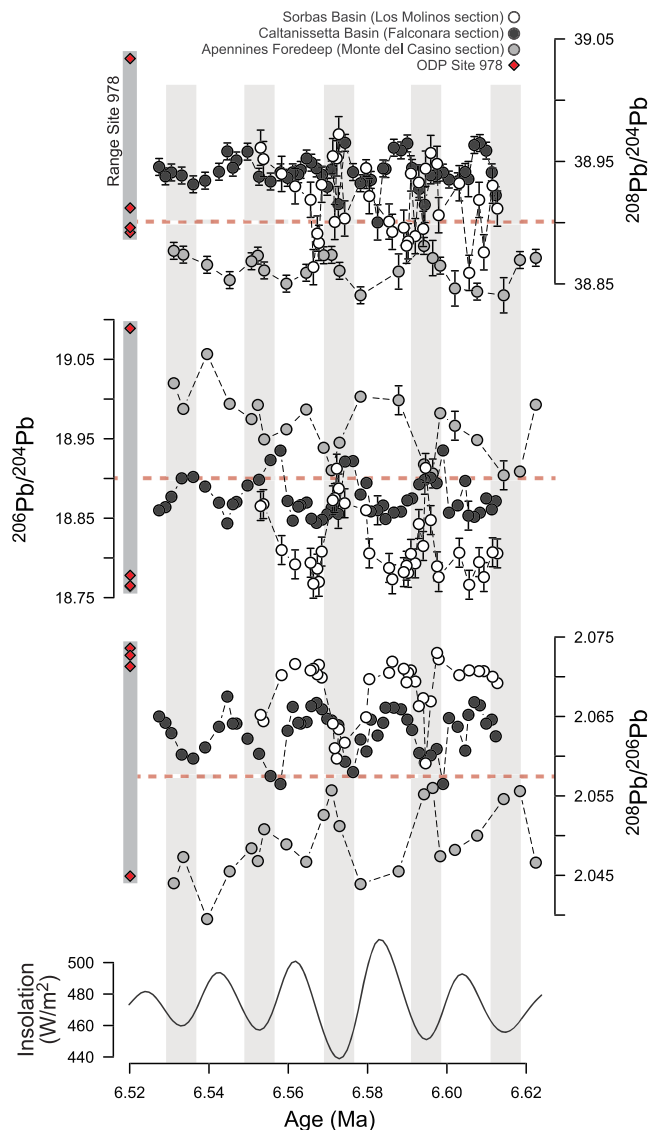 Sorbas Basin (Los Molinos section)
Caltanissetta Basin (Falconara section)
Apennines Foredeep (Monte del Casino section)
ODP Site 978
Range Site 978
39.05
38.95
38.85
²⁰⁸Pb/²⁰⁴Pb
19.05
18.95
18.85
18.75
²⁰⁶Pb/²⁰⁴Pb
2.075
2.065
2.055
2.045
²⁰⁸Pb/²⁰⁶Pb
500
480
460
440
Insolation
(W/m²)
6.52 6.54 6.56 6.58 6.60 6.62
Age (Ma)